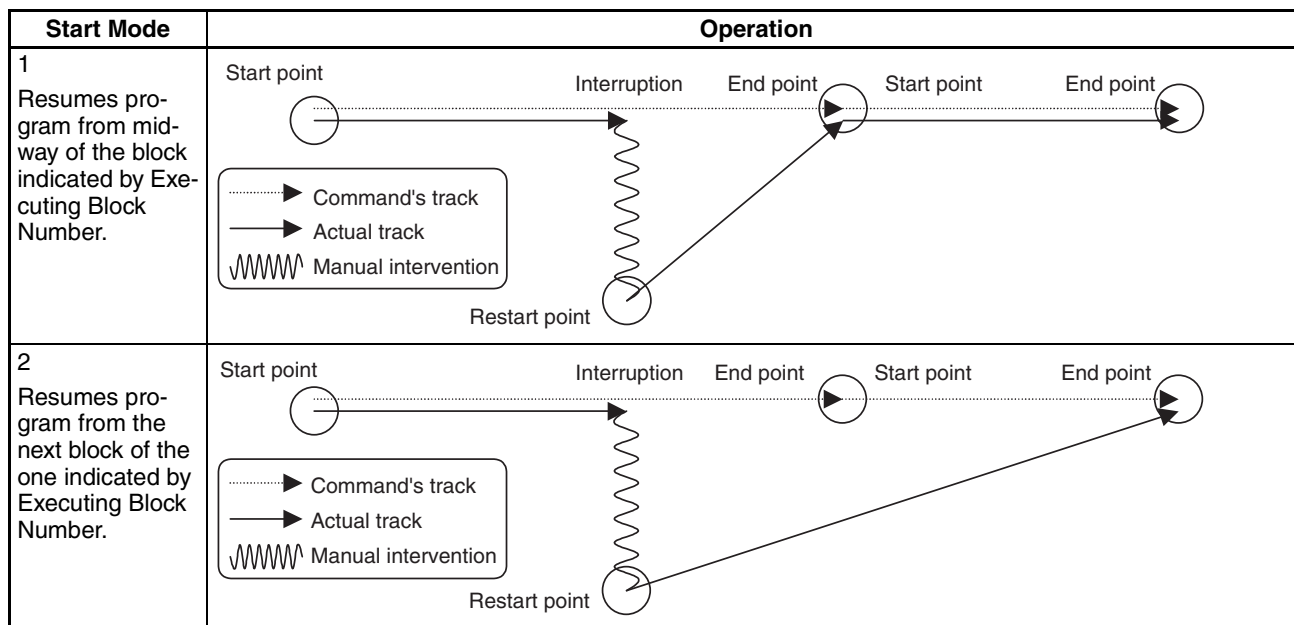 Start Mode
Operation
1
Resumes pro-
gram from mid-
way of the block
indicated by Exe-
cuting Block
Number.
Start point
Interruption
End point
Start point
End point
Command's track
Actual track
Manual intervention
Restart point
2
Resumes pro-
gram from the
next block of the
one indicated by
Executing Block
Number.
Start point
Interruption
End point
Start point
End point
Command's track
Actual track
Manual intervention
Restart point